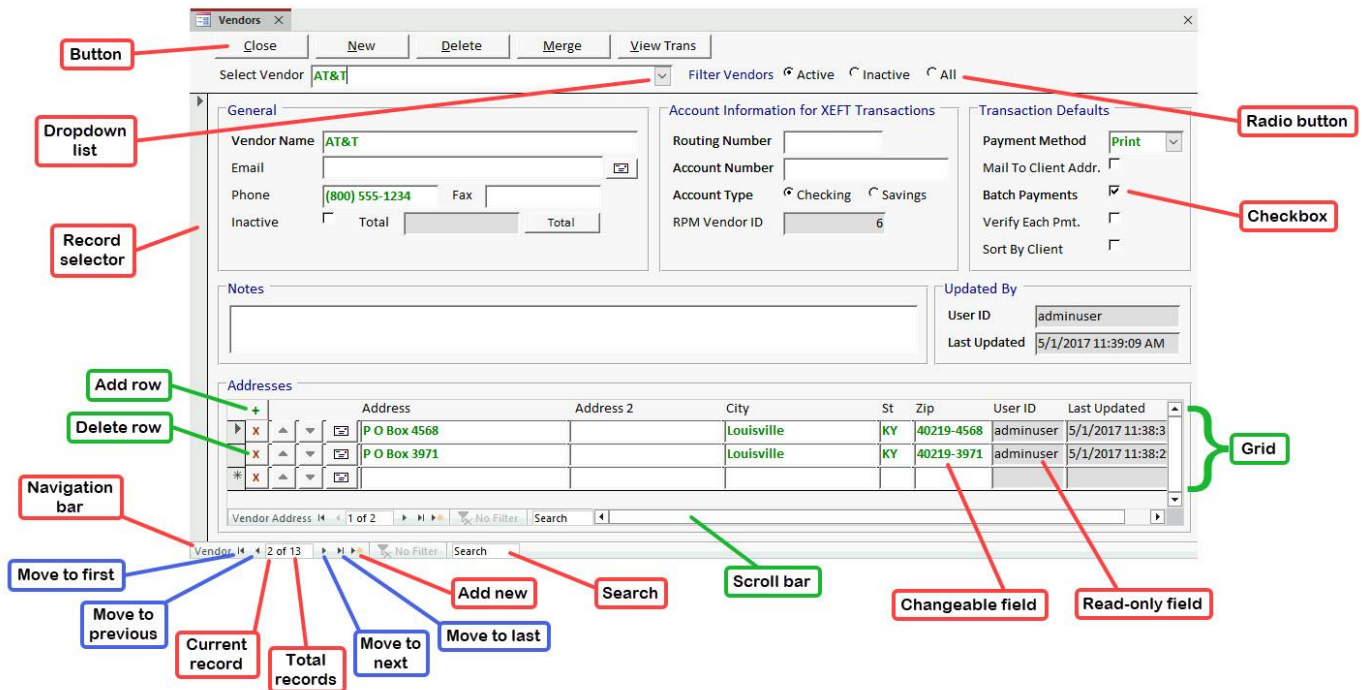 Vendors
Close New Delete Merge View Trans
Button
Select Vendor AT&T Filter Vendors Active Inactive All
Dropdown
list
Radio button
General Account Information for XEFT Transactions Transaction Defaults
Vendor Name AT&T Routing Number Payment Method Print
Email Account Number Mail To Client Addr.
Phone (800) 555-1234 Fax Account Type Checking Savings Batch Payments
Checkbox
Inactive Total Total RPM Vendor ID 6 Verify Each Pmt.
Sort By Client
Record
selector
Notes Updated By
User ID adminuser
Last Updated 5/1/2017 11:39:09 AM
Addresses
Add row
+ Address Address 2 City St Zip User ID Last Updated
Delete row
X P O Box 4568 Louisville KY 40219-4568 adminuser 5/1/2017 11:38:3
X P O Box 3971 Louisville KY 40219-3971 adminuser 5/1/2017 11:38:2
* X
Grid
Navigation
bar
Vendor Address 1 of 2 No Filter Search
Vendor 2 of 13 No Filter Search
Move to first
Move to
previous
Current
record
Total
records
Move to
next
Move to last
Add new
Search
Scroll bar
Changeable field
Read-only field